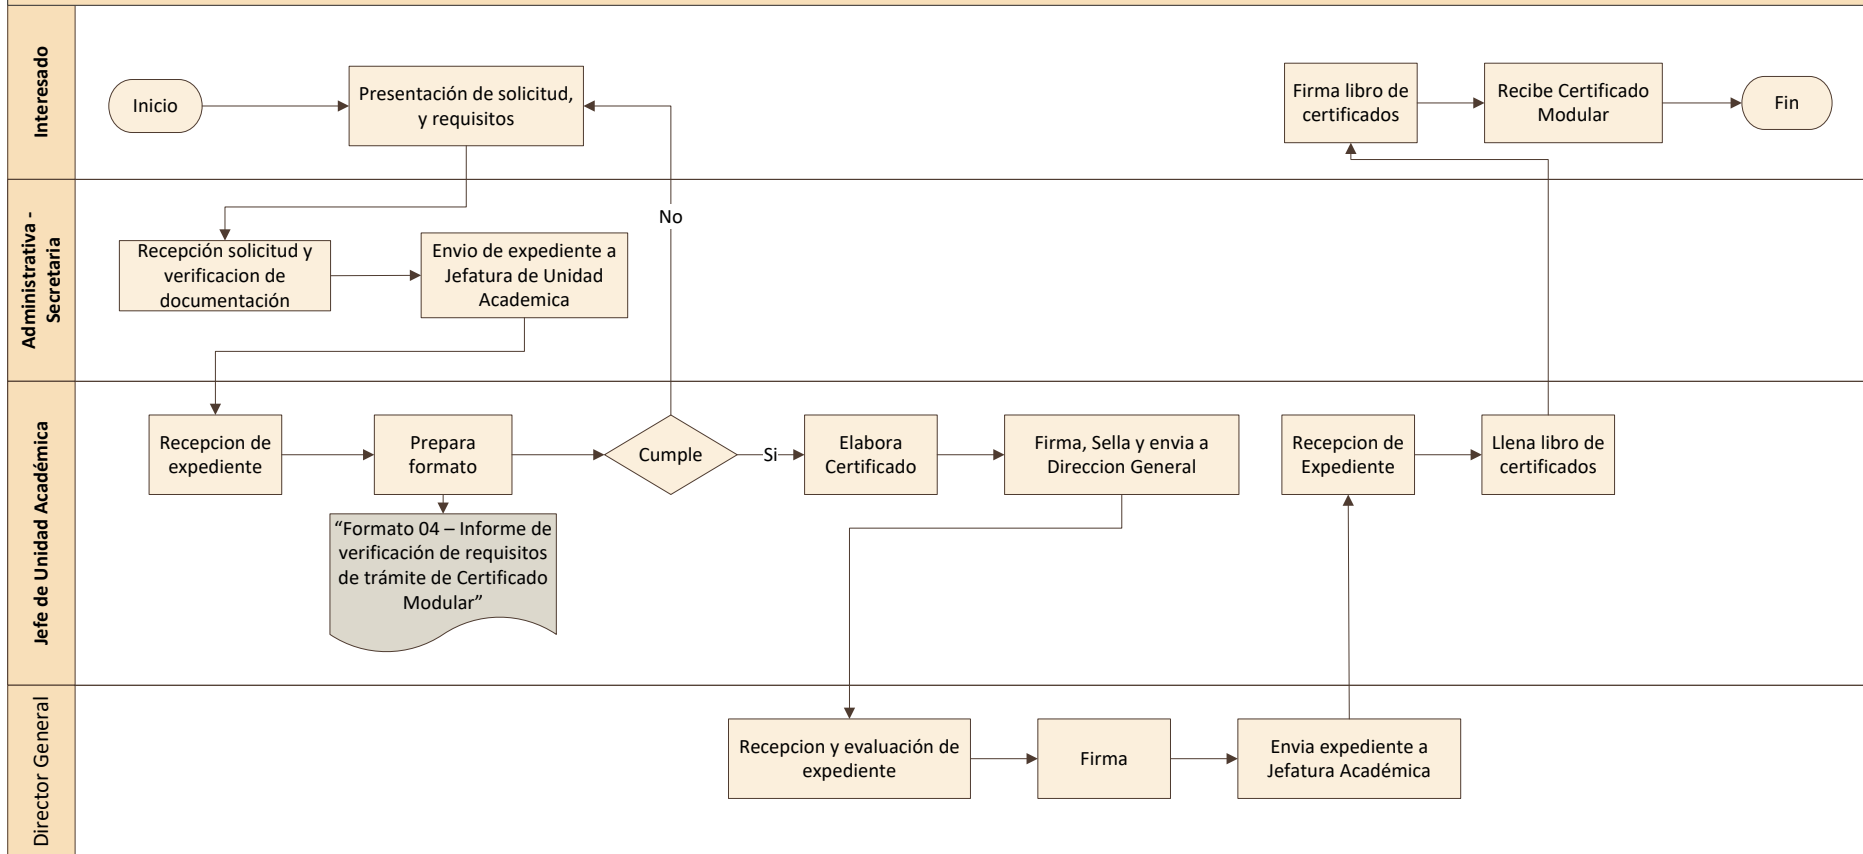 Interesado
Inicio
Presentación de solicitud,
y requisitos
Firma libro de
certificados
Recibe Certificado
Modular
Fin
Administrativa -
Secretaria
Recepción solicitud y
verificacion de
documentación
Envio de expediente a
Jefatura de Unidad
Academica
No
Jefe de Unidad Académica
Recepcion de
expediente
Prepara
formato
Cumple
Si
Elabora
Certificado
Firma, Sella y envia a
Direccion General
Recepcion de
Expediente
Llena libro de
certificados
“Formato 04 – Informe de
verificación de requisitos
de trámite de Certificado
Modular”
Director General
Recepcion y evaluación de
expediente
Firma
Envia expediente a
Jefatura Académica